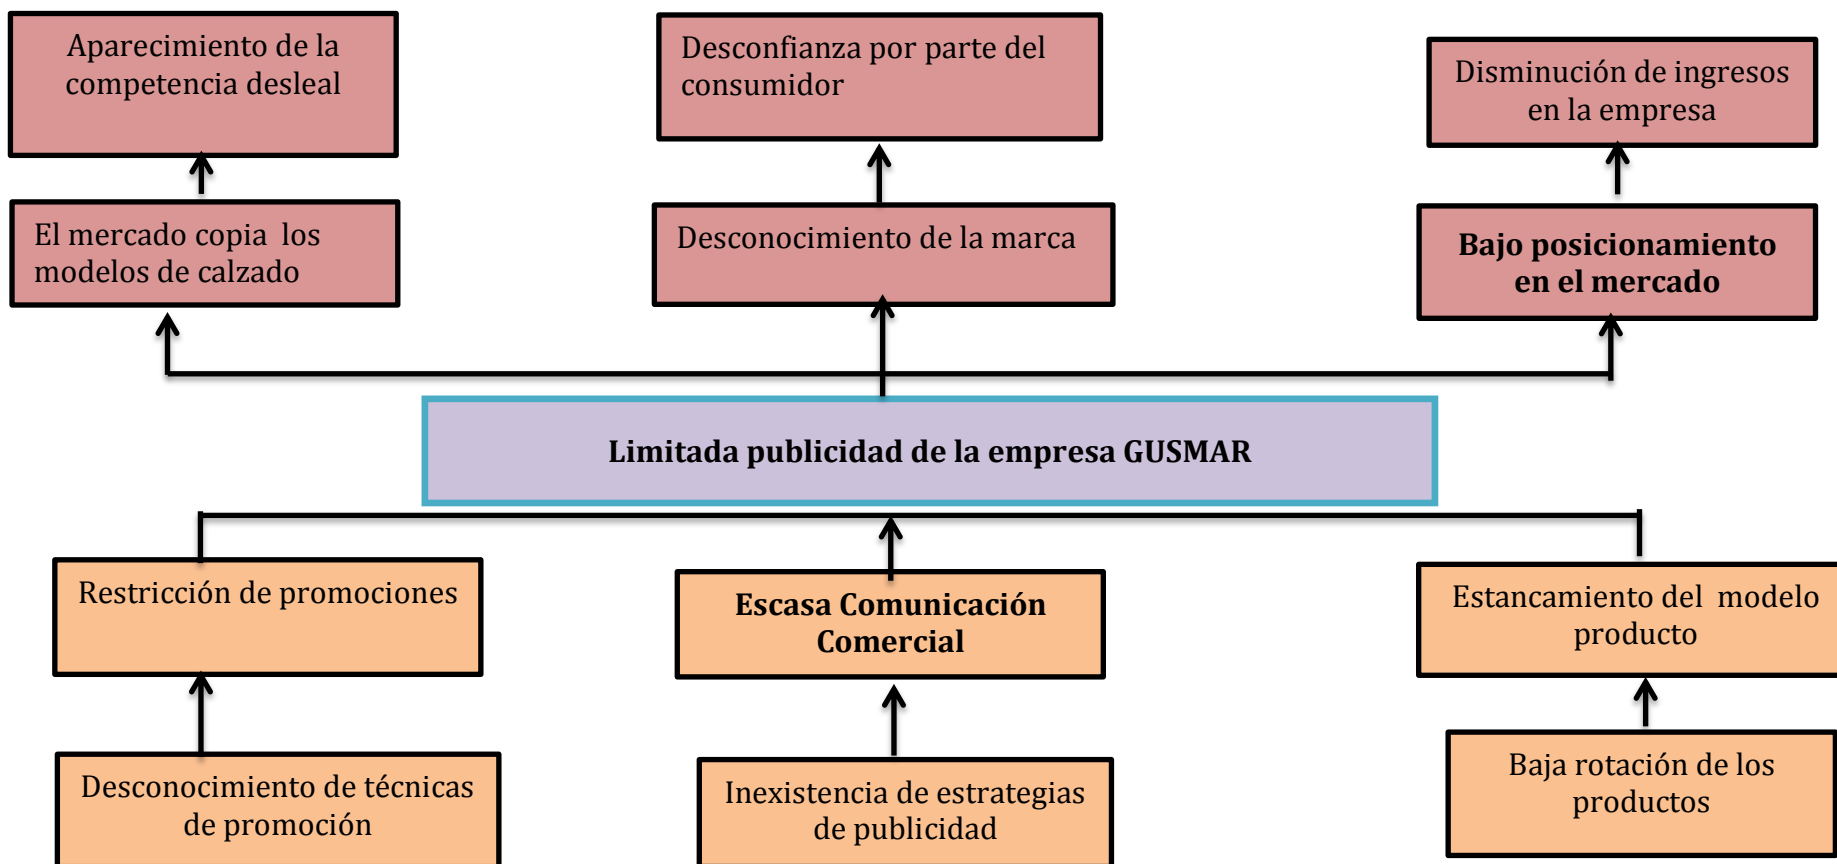 Aparecimiento de la
competencia desleal
Desconfianza por parte del
consumidor
Disminución de ingresos
en la empresa
El mercado copia  los
modelos de calzado
Desconocimiento de la marca
Bajo posicionamiento
en el mercado
Limitada publicidad de la empresa GUSMAR
Restricción de promociones
Escasa Comunicación
Comercial
Estancamiento del  modelo
producto
Desconocimiento de técnicas
de promoción
Inexistencia de estrategias
de publicidad
Baja rotación de los
productos